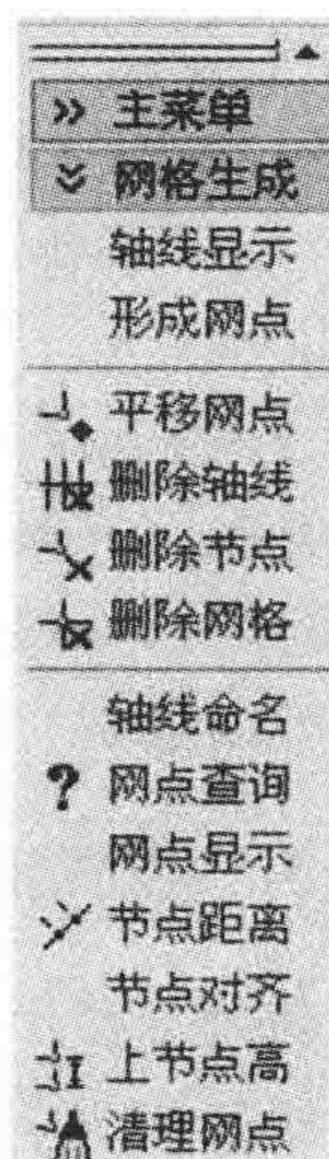 » 主菜单
网格生成
轴线显示
形成网点
平移网点
删除轴线
删除节点
删除网格
轴线命名
? 网点查询
网点显示
节点距离
节点对齐
上节点高
清理网点